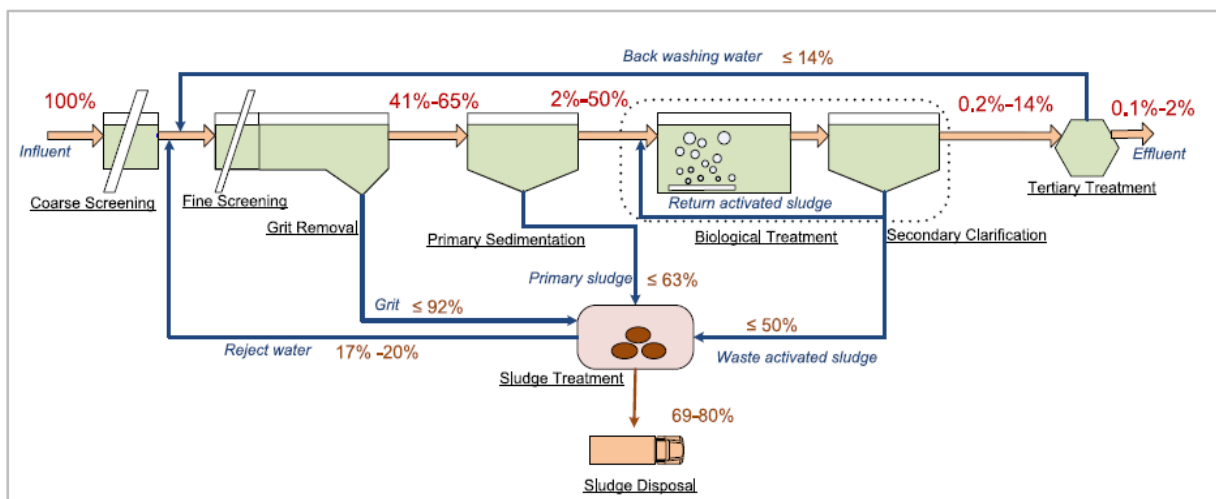 Back washing water ≤ 14%
100%
41%-65%
2%-50%
0.2%-14%
0.1%-2%
Influent
Effluent
Coarse Screening
Fine Screening
Grit Removal
Primary Sedimentation
Return activated sludge
Biological Treatment
Secondary Clarification
Tertiary Treatment
Primary sludge ≤ 63%
Grit ≤ 92%
≤ 50%
Reject water 17% -20%
Waste activated sludge
Sludge Treatment
69-80%
Sludge Disposal